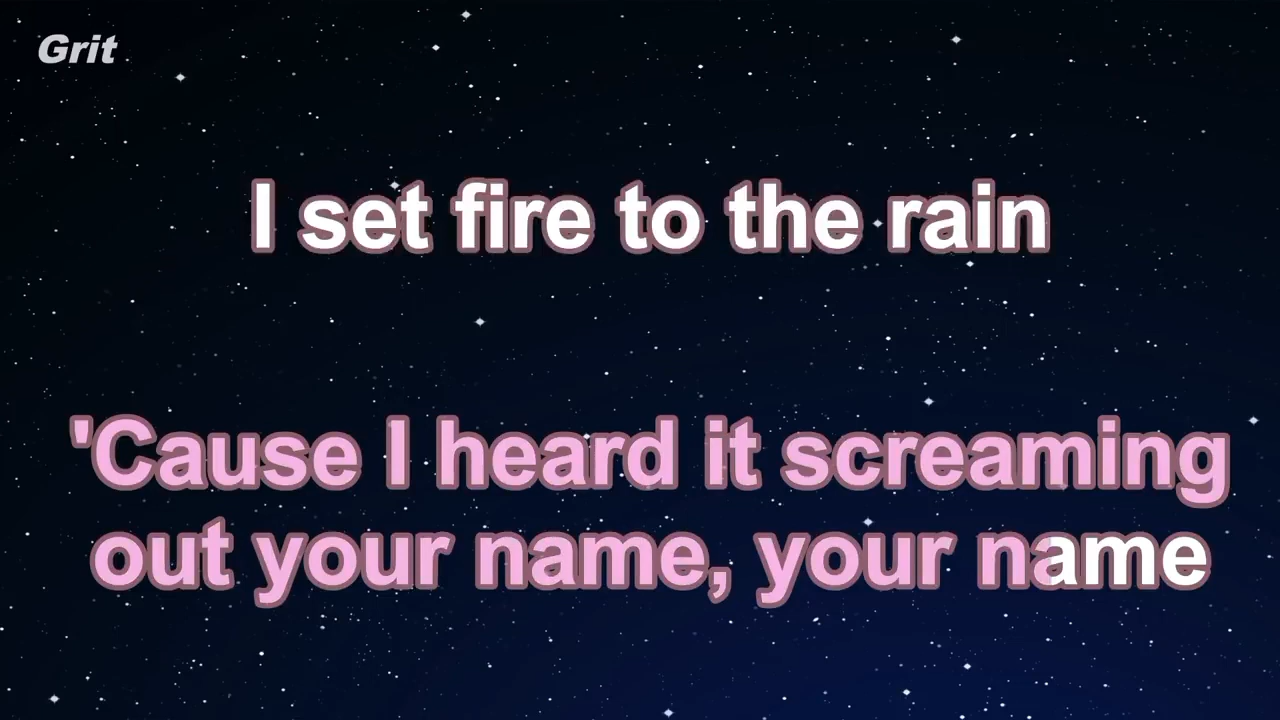 Grit
I set fire to the rain
'Cause I heard it screaming
out your name, your name